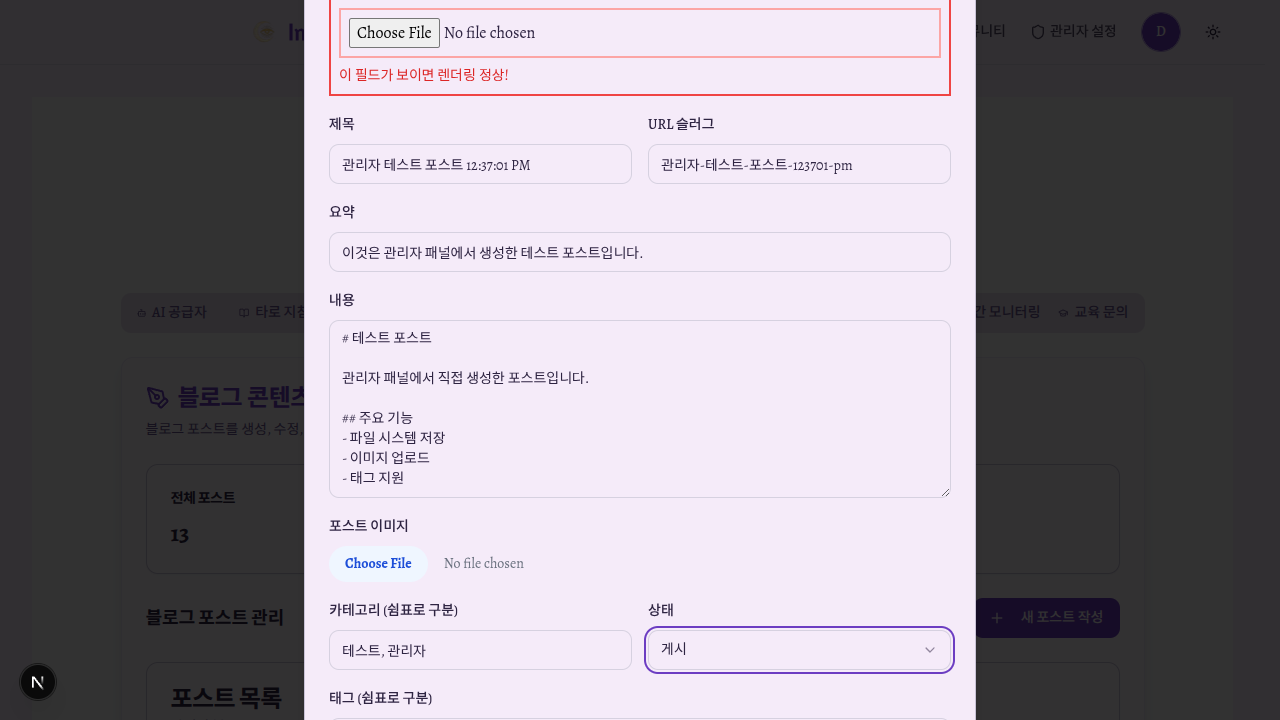 In
뮤니티
관리자 설정
D
Choose File No file chosen
이 필드가 보이면 렌더링 정상!
제목
URL 슬러그
관리자 테스트 포스트 12:37:01 PM
관리자-테스트-포스트-123701-pm
요약
이것은 관리자 패널에서 생성한 테스트 포스트입니다.
내용
AI 공급자
타로 지침
간 모니터링
교육 문의
# 테스트 포스트
관리자 패널에서 직접 생성한 포스트입니다.
## 주요 기능
- 파일 시스템 저장
- 이미지 업로드
- 태그 지원
블로그 콘텐츠
블로그 포스트를 생성, 수정,
전체 포스트
13
포스트 이미지
Choose File No file chosen
카테고리 (쉼표로 구분)
상태
블로그 포스트 관리
새 포스트 작성
테스트, 관리자
게시
N
포스트 목록
태그 (쉼표로 구분)